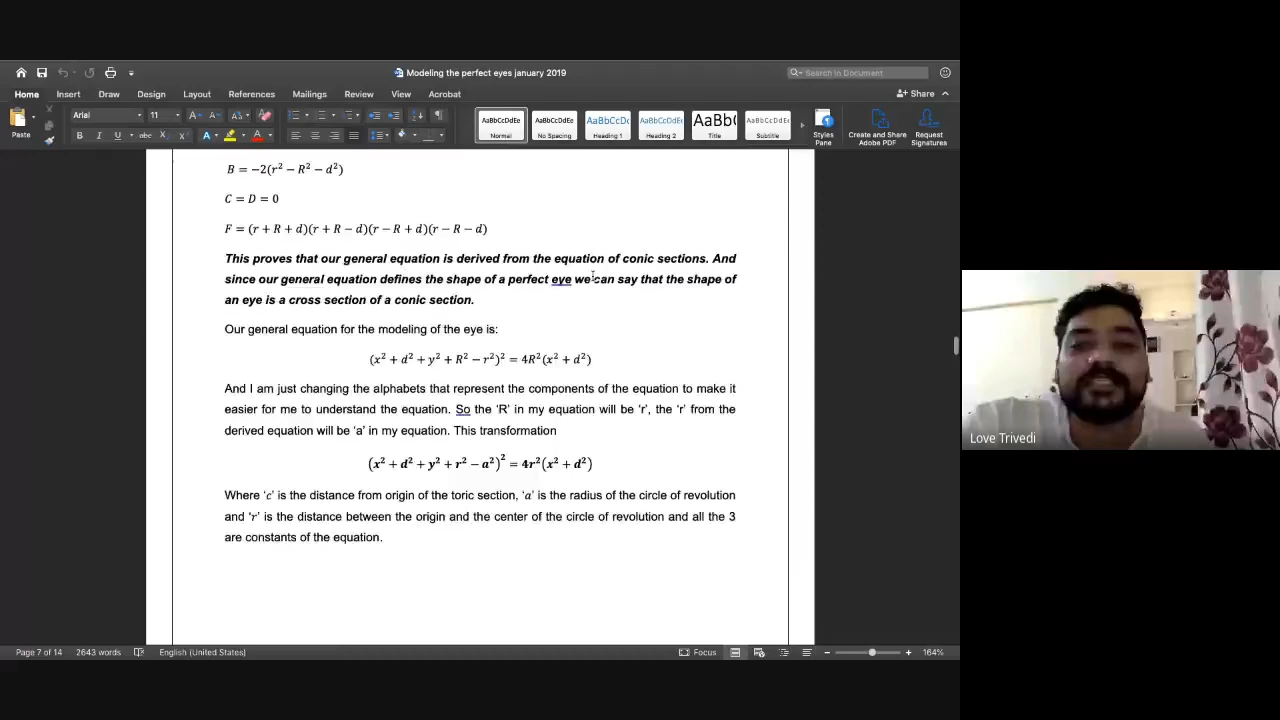 Modeling the perfect eyes january 2019
Search in Document
Home Insert Draw Design Layout References Mailings Review View Acrobat
Share
Paste
Arial 11
AaBbCcDdEe AaBbCcDdEe AaBbCcDc AaBbCcDdEe AaBbCcDdEe
Normal No Spacing Heading 1 Heading 2 Title Subtitle
Styles Pane
Create and Share Adobe PDF
Request Signatures
B = −2(r² − R² − d²)
C = D = 0
F = (r + R + d)(r + R − d)(r − R + d)(r − R − d)
This proves that our general equation is derived from the equation of conic sections. And
since our general equation defines the shape of a perfect eye we can say that the shape of
an eye is a cross section of a conic section.
Our general equation for the modeling of the eye is:
(x² + d² + y² + R² − r²)² = 4R²(x² + d²)
And I am just changing the alphabets that represent the components of the equation to make it
easier for me to understand the equation. So the ‘R’ in my equation will be ‘r’, the ‘r’ from the
derived equation will be ‘a’ in my equation. This transformation
(x² + d² + y² + r² − a²)² = 4r²(x² + d²)
Where ‘c’ is the distance from origin of the toric section, ‘a’ is the radius of the circle of revolution
and ‘r’ is the distance between the origin and the center of the circle of revolution and all the 3
are constants of the equation.
Love Trivedi
Page 7 of 14 2643 words English (United States) Focus 164%